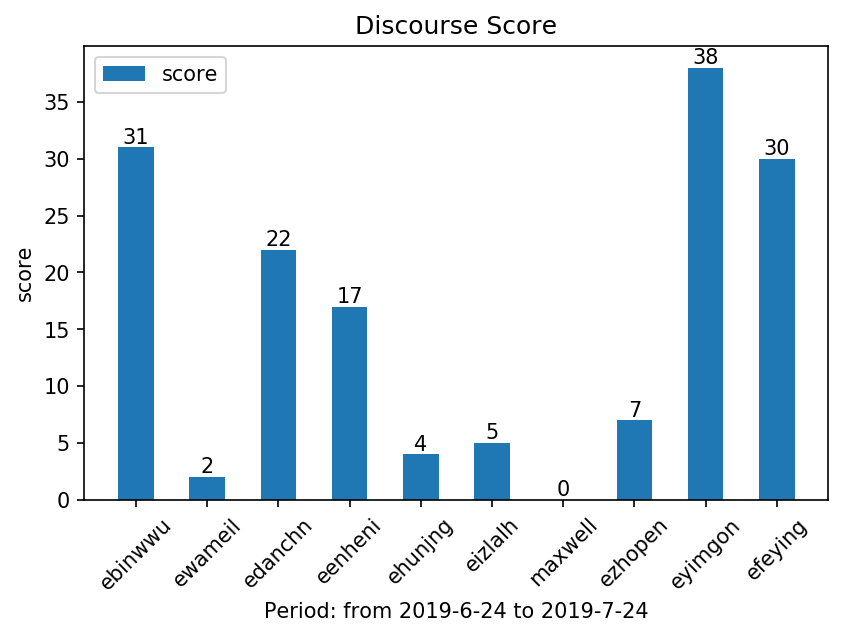 Discourse Score
score
38
35
31
30
30
25
22
20
17
15
10
7
5
5
4
2
0
0
score
ebinwwu
ewameil
edanchn
eenheni
ehunjng
eizlalh
maxwell
ezhopen
eyimgon
efeying
Period: from 2019-6-24 to 2019-7-24